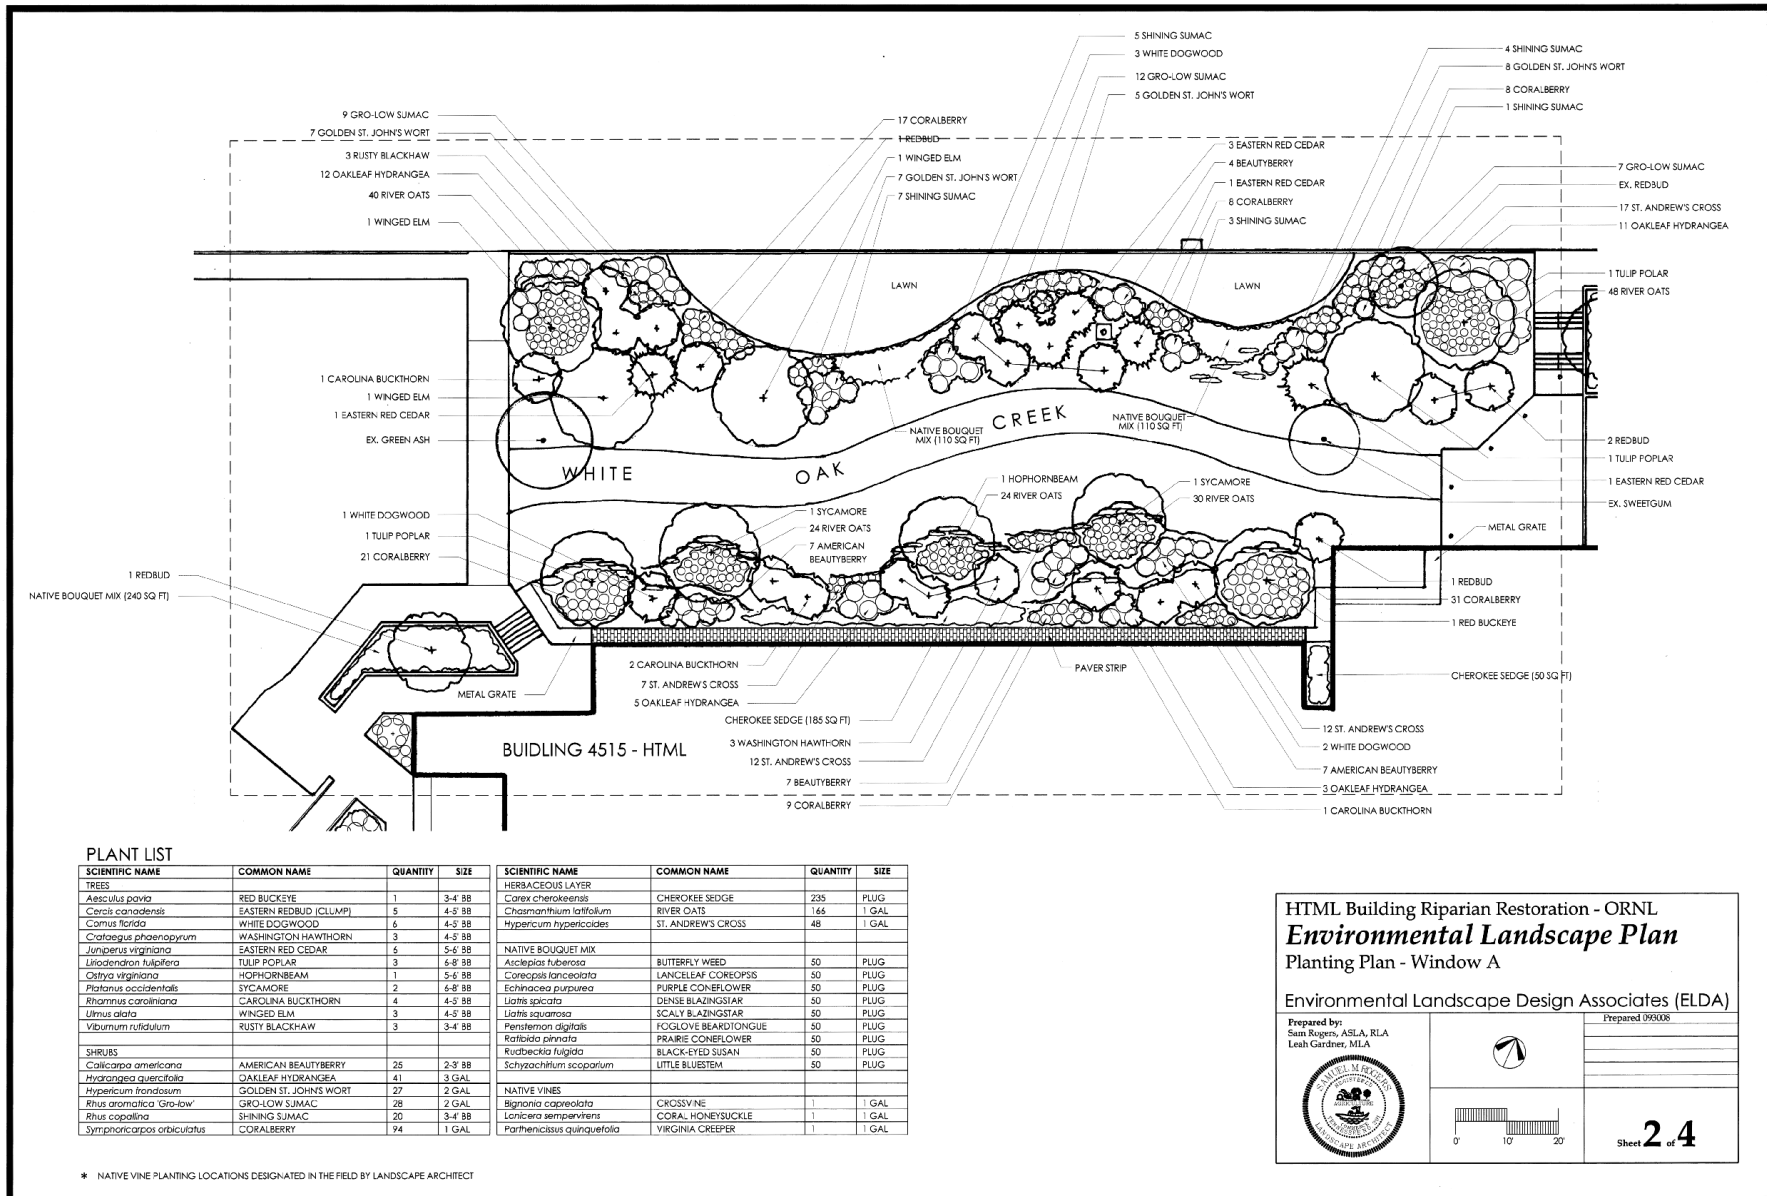 5 SHINING SUMAC
3 WHITE DOGWOOD
12 GRO-LOW SUMAC
5 GOLDEN ST. JOHN'S WORT
4 SHINING SUMAC
8 GOLDEN ST. JOHN'S WORT
8 CORALBERRY
1 SHINING SUMAC
9 GRO-LOW SUMAC
7 GOLDEN ST. JOHN'S WORT
3 RUSTY BLACKHAW
12 OAKLEAF HYDRANGEA
40 RIVER OATS
1 WINGED ELM
17 CORALBERRY
1 REDBUD
1 WINGED ELM
7 GOLDEN ST. JOHN'S WORT
7 SHINING SUMAC
3 EASTERN RED CEDAR
4 BEAUTYBERRY
1 EASTERN RED CEDAR
8 CORALBERRY
3 SHINING SUMAC
7 GRO-LOW SUMAC
EX. REDBUD
17 ST. ANDREW'S CROSS
11 OAKLEAF HYDRANGEA
1 TULIP POLAR
48 RIVER OATS
LAWN
LAWN
1 CAROLINA BUCKTHORN
1 WINGED ELM
1 EASTERN RED CEDAR
EX. GREEN ASH
NATIVE BOUQUET
MIX (110 SQ FT)
NATIVE BOUQUET
MIX (110 SQ FT)
WHITE OAK CREEK
2 REDBUD
1 TULIP POPLAR
1 EASTERN RED CEDAR
EX. SWEETGUM
METAL GRATE
1 HOPHORNBEAM
24 RIVER OATS
1 SYCAMORE
30 RIVER OATS
1 WHITE DOGWOOD
1 TULIP POPLAR
21 CORALBERRY
1 SYCAMORE
24 RIVER OATS
7 AMERICAN
BEAUTYBERRY
1 REDBUD
NATIVE BOUQUET MIX (240 SQ FT)
1 REDBUD
31 CORALBERRY
1 RED BUCKEYE
CHEROKEE SEDGE (50 SQ FT)
METAL GRATE
2 CAROLINA BUCKTHORN
7 ST. ANDREW'S CROSS
5 OAKLEAF HYDRANGEA
CHEROKEE SEDGE (185 SQ FT)
3 WASHINGTON HAWTHORN
12 ST. ANDREW'S CROSS
7 BEAUTYBERRY
9 CORALBERRY
PAVER STRIP
12 ST. ANDREW'S CROSS
2 WHITE DOGWOOD
7 AMERICAN BEAUTYBERRY
3 OAKLEAF HYDRANGEA
1 CAROLINA BUCKTHORN
BUIDLING 4515 - HTML
PLANT LIST
SCIENTIFIC NAME COMMON NAME QUANTITY SIZE
TREES
Aesculus pavia RED BUCKEYE 1 3-4' BB
Cercis canadensis EASTERN REDBUD (CLUMP) 5 4-5' BB
Cornus florida WHITE DOGWOOD 6 4-5' BB
Crataegus phaenopyrum WASHINGTON HAWTHORN 3 4-5' BB
Juniperus virginiana EASTERN RED CEDAR 6 5-6' BB
Liriodendron tulipifera TULIP POPLAR 3 6-8' BB
Ostrya virginiana HOPHORNBEAM 1 5-6' BB
Platanus occidentalis SYCAMORE 2 6-8' BB
Rhamnus caroliniana CAROLINA BUCKTHORN 4 4-5' BB
Ulmus alata WINGED ELM 3 4-5' BB
Viburnum rufidulum RUSTY BLACKHAW 3 3-4' BB
SHRUBS
Callicarpa americana AMERICAN BEAUTYBERRY 25 2-3' BB
Hydrangea quercifolia OAKLEAF HYDRANGEA 41 3 GAL
Hypericum frondosum GOLDEN ST. JOHN'S WORT 27 2 GAL
Rhus aromatica 'Gro-low' GRO-LOW SUMAC 28 2 GAL
Rhus copallina SHINING SUMAC 20 3-4' BB
Symphoricarpos orbiculatus CORALBERRY 94 1 GAL
SCIENTIFIC NAME COMMON NAME QUANTITY SIZE
HERBACEOUS LAYER
Carex cherokeensis CHEROKEE SEDGE 235 PLUG
Chasmanthium latifolium RIVER OATS 166 1 GAL
Hypericum hypericoides ST. ANDREW'S CROSS 48 1 GAL
NATIVE BOUQUET MIX
Asclepias tuberosa BUTTERFLY WEED 50 PLUG
Coreopsis lanceolata LANCELEAF COREOPSIS 50 PLUG
Echinacea purpurea PURPLE CONEFLOWER 50 PLUG
Liatris spicata DENSE BLAZINGSTAR 50 PLUG
Liatris squarrosa SCALY BLAZINGSTAR 50 PLUG
Penstemon digitalis FOGLOVE BEARDTONGUE 50 PLUG
Ratibida pinnata PRAIRIE CONEFLOWER 50 PLUG
Rudbeckia fulgida BLACK-EYED SUSAN 50 PLUG
Schyzachirium scoparium LITTLE BLUESTEM 50 PLUG
NATIVE VINES
Bignonia capreolata CROSSVINE 1 1 GAL
Lonicera sempervirens CORAL HONEYSUCKLE 1 1 GAL
Parthenicissus quinquefolia VIRGINIA CREEPER 1 1 GAL
* NATIVE VINE PLANTING LOCATIONS DESIGNATED IN THE FIELD BY LANDSCAPE ARCHITECT
HTML Building Riparian Restoration - ORNL
Environmental Landscape Plan
Planting Plan - Window A
Environmental Landscape Design Associates (ELDA)
Prepared by:
Sam Rogers, ASLA, RLA
Leah Gardner, MLA
Prepared 093008
SAMUEL M ROGERS
REGISTERED
AGRICULTURE
COMMERCE
LANDSCAPE ARCHITECT
0' 10' 20'
Sheet 2 of 4